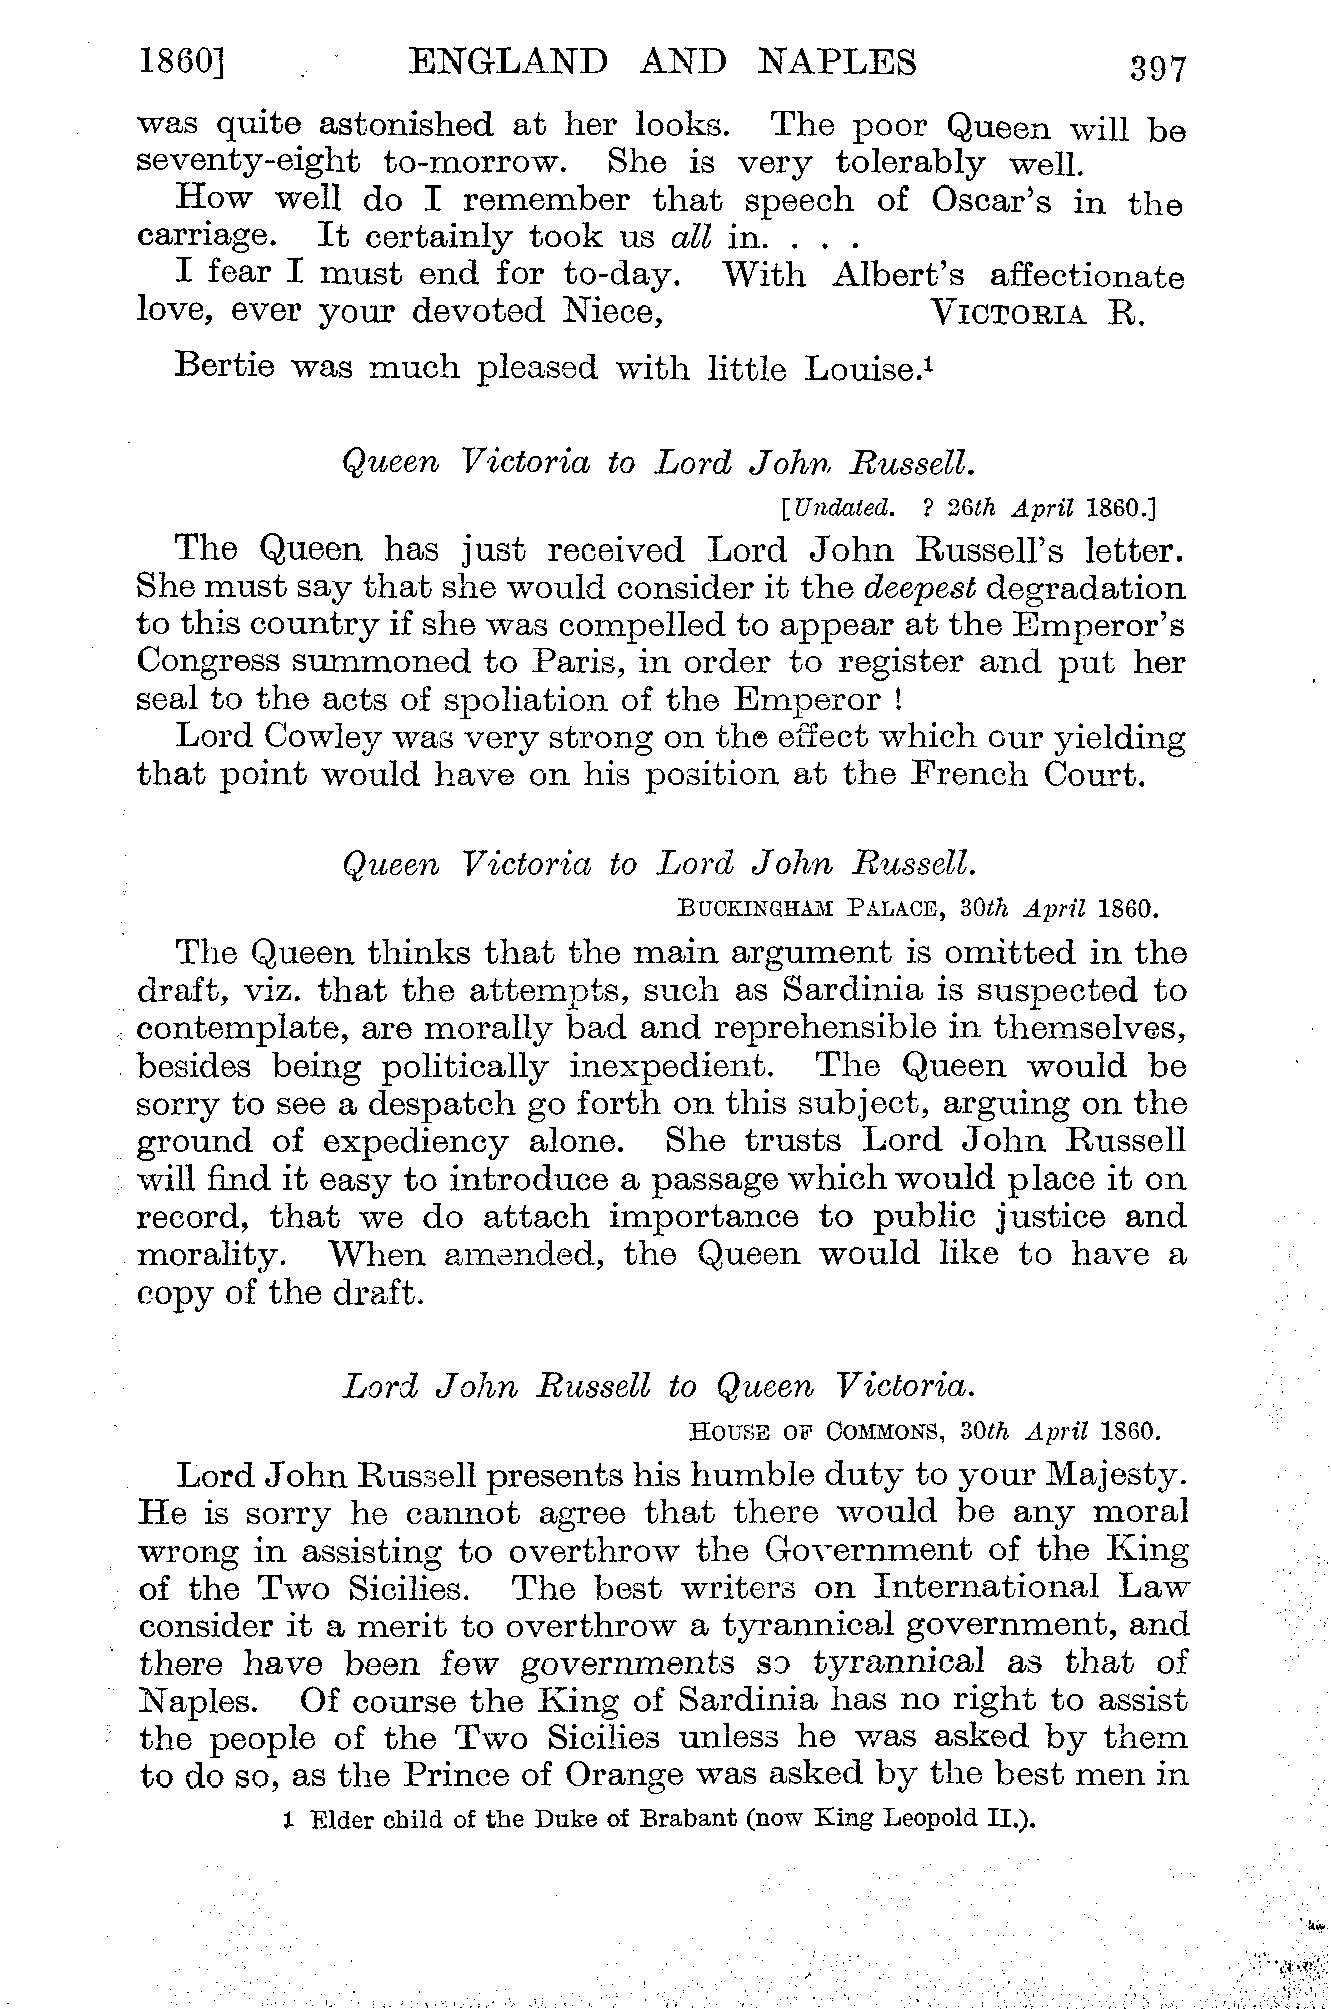 1860] ENGLAND AND NAPLES 397
was quite astonished at her looks. The poor Queen will be
seventy-eight to-morrow. She is very tolerably well.
How well do I remember that speech of Oscar's in the
carriage. It certainly took us all in. . . .
I fear I must end for to-day. With Albert's affectionate
love, ever your devoted Niece, VICTORIA R.
Bertie was much pleased with little Louise.¹
Queen Victoria to Lord John Russell.
[Undated. ? 26th April 1860.]
The Queen has just received Lord John Russell's letter.
She must say that she would consider it the deepest degradation
to this country if she was compelled to appear at the Emperor's
Congress summoned to Paris, in order to register and put her
seal to the acts of spoliation of the Emperor !
Lord Cowley was very strong on the effect which our yielding
that point would have on his position at the French Court.
Queen Victoria to Lord John Russell.
BUCKINGHAM PALACE, 30th April 1860.
The Queen thinks that the main argument is omitted in the
draft, viz. that the attempts, such as Sardinia is suspected to
contemplate, are morally bad and reprehensible in themselves,
besides being politically inexpedient. The Queen would be
sorry to see a despatch go forth on this subject, arguing on the
ground of expediency alone. She trusts Lord John Russell
will find it easy to introduce a passage which would place it on
record, that we do attach importance to public justice and
morality. When amended, the Queen would like to have a
copy of the draft.
Lord John Russell to Queen Victoria.
HOUSE OF COMMONS, 30th April 1860.
Lord John Russell presents his humble duty to your Majesty.
He is sorry he cannot agree that there would be any moral
wrong in assisting to overthrow the Government of the King
of the Two Sicilies. The best writers on International Law
consider it a merit to overthrow a tyrannical government, and
there have been few governments so tyrannical as that of
Naples. Of course the King of Sardinia has no right to assist
the people of the Two Sicilies unless he was asked by them
to do so, as the Prince of Orange was asked by the best men in
1 Elder child of the Duke of Brabant (now King Leopold II.).